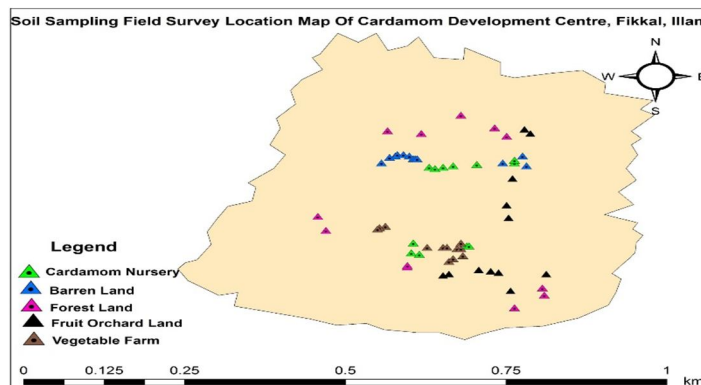 Soil Sampling Field Survey Location Map Of Cardamom Development Centre, Fikkal, Illam
N
W E
S
Legend
Cardamom Nursery
Barren Land
Forest Land
Fruit Orchard Land
Vegetable Farm
0 0.125 0.25 0.5 0.75 1
km